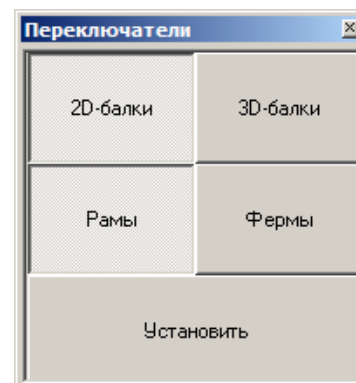 Переключатели
2D-балки 3D-балки
Рамы Фермы
Установить